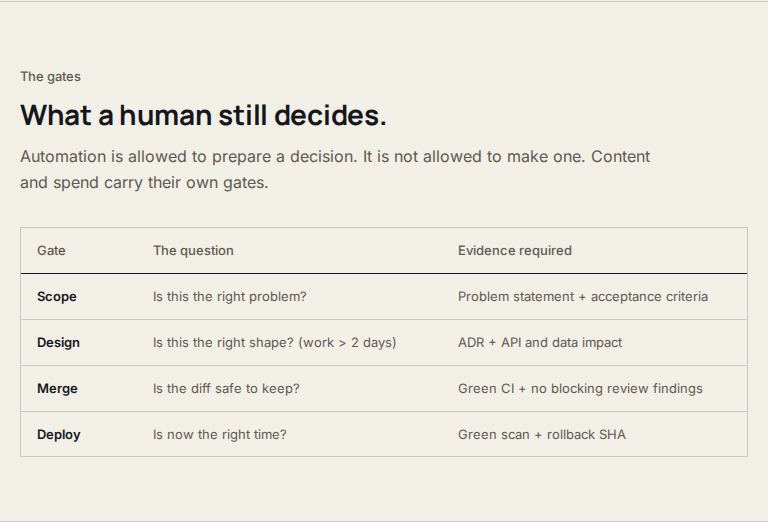 The gates
What a human still decides.
Automation is allowed to prepare a decision. It is not allowed to make one. Content
and spend carry their own gates.
Gate The question Evidence required
Scope Is this the right problem? Problem statement + acceptance criteria
Design Is this the right shape? (work > 2 days) ADR + API and data impact
Merge Is the diff safe to keep? Green CI + no blocking review findings
Deploy Is now the right time? Green scan + rollback SHA